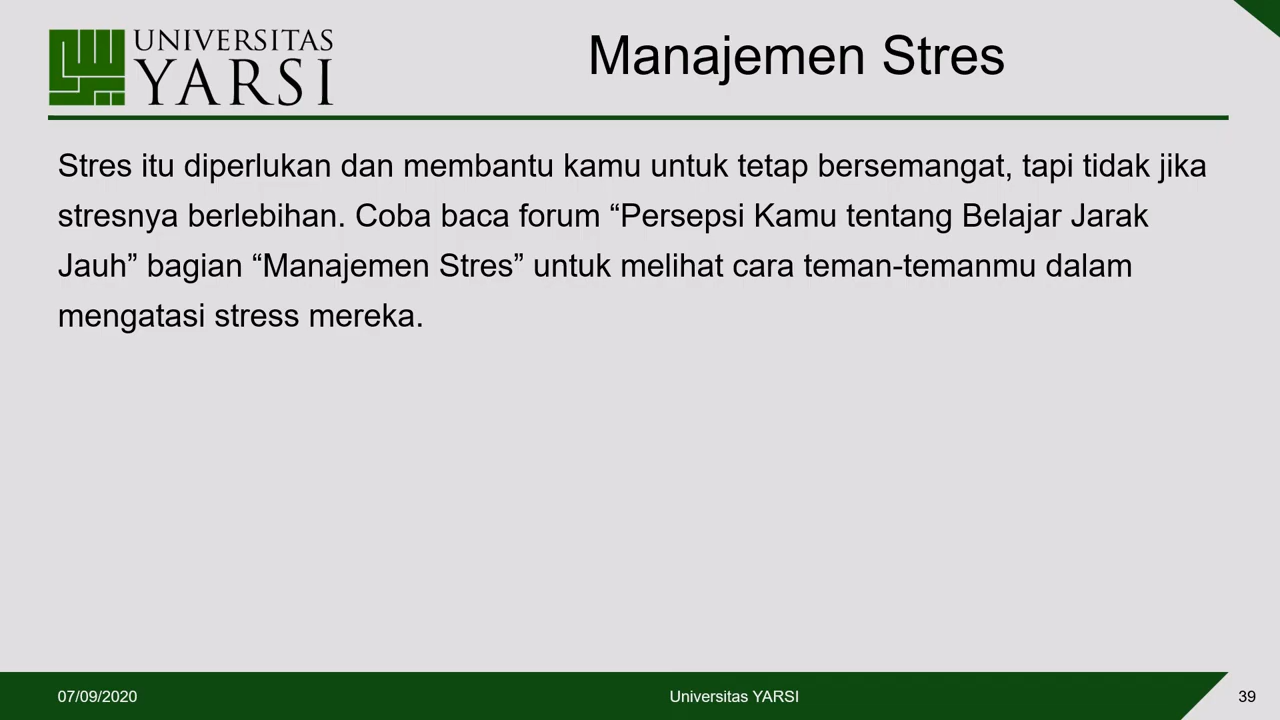 UNIVERSITAS
YARSI
Manajemen Stres
Stres itu diperlukan dan membantu kamu untuk tetap bersemangat, tapi tidak jika
stresnya berlebihan. Coba baca forum “Persepsi Kamu tentang Belajar Jarak
Jauh” bagian “Manajemen Stres” untuk melihat cara teman-temanmu dalam
mengatasi stress mereka.
07/09/2020
Universitas YARSI
39